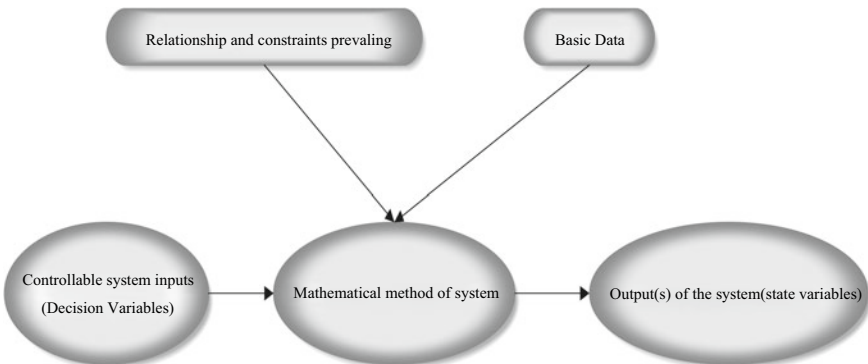 Relationship and constraints prevaling
Basic Data
Controllable system inputs
(Decision Variables)
Mathematical method of system
Output(s) of the system(state variables)